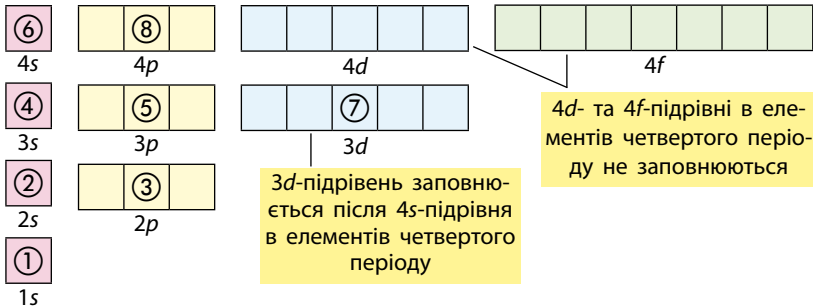 ⑥ ⑧
4s 4p 4d 4f
④ ⑤ ⑦
3s 3p 3d
② ③
2s 2p
①
1s
4d- та 4f-підрівні в еле-
ментів четвертого періо-
ду не заповнюються
3d-підрівень заповню-
ється після 4s-підрівня
в елементів четвертого
періоду